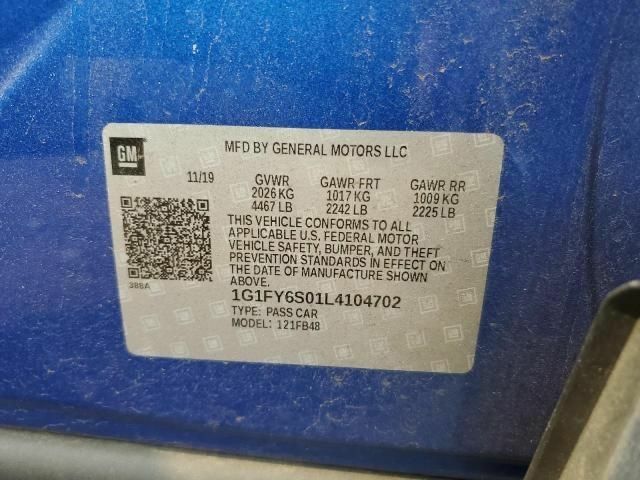 GM
MFD BY GENERAL MOTORS LLC
11/19 GVWR GAWR FRT GAWR RR
2026 KG 1017 KG 1009 KG
4467 LB 2242 LB 2225 LB
THIS VEHICLE CONFORMS TO ALL
APPLICABLE U.S. FEDERAL MOTOR
VEHICLE SAFETY, BUMPER, AND THEFT
PREVENTION STANDARDS IN EFFECT ON
THE DATE OF MANUFACTURE SHOWN
ABOVE.
388A
1G1FY6S01L4104702
TYPE: PASS CAR
MODEL: 121FB48